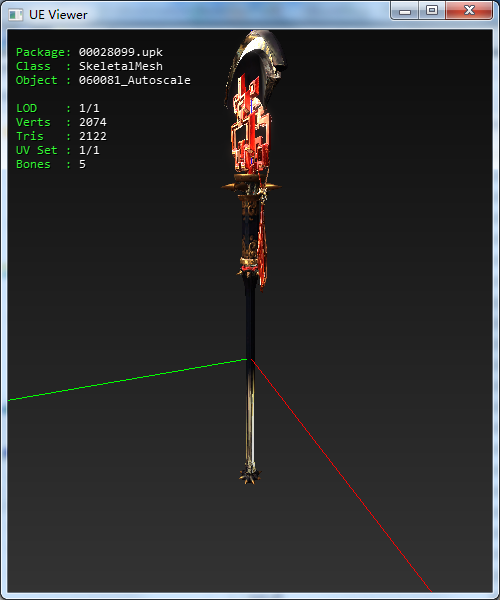 UE Viewer
Package: 00028099.upk
Class  : SkeletalMesh
Object : 060081_Autoscale
LOD    : 1/1
Verts  : 2074
Tris   : 2122
UV Set : 1/1
Bones  : 5